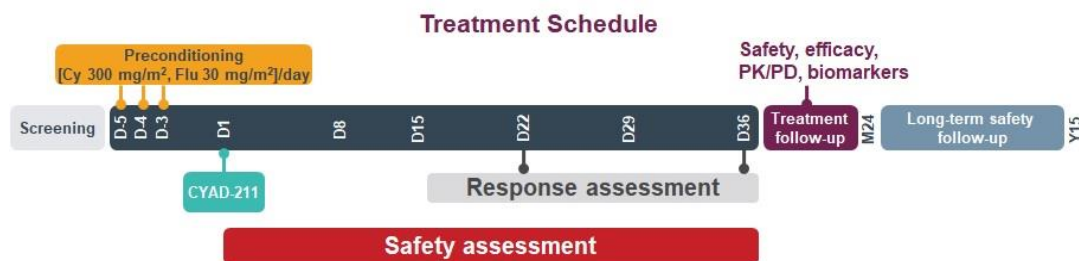 Treatment Schedule
Preconditioning
[Cy 300 mg/m², Flu 30 mg/m²]/day
Safety, efficacy,
PK/PD, biomarkers
Screening
D-5
D-4
D-3
D1
D8
D15
D22
D29
D36
Treatment
follow-up
M24
Long-term safety
follow-up
Y15
CYAD-211
Response assessment
Safety assessment